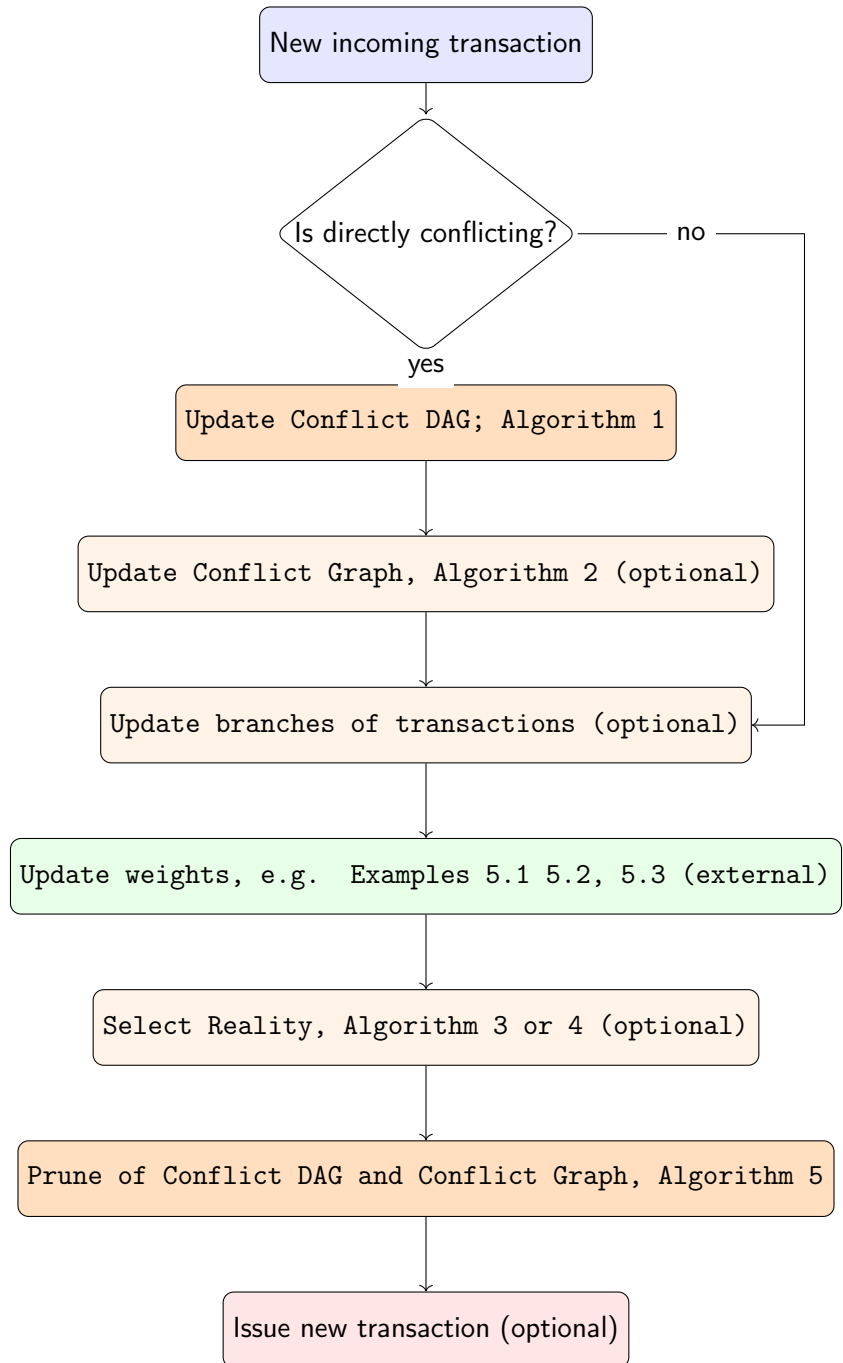 New incoming transaction
Is directly conflicting?
no
yes
Update Conflict DAG; Algorithm 1
Update Conflict Graph, Algorithm 2 (optional)
Update branches of transactions (optional)
Update weights, e.g. Examples 5.1 5.2, 5.3 (external)
Select Reality, Algorithm 3 or 4 (optional)
Prune of Conflict DAG and Conflict Graph, Algorithm 5
Issue new transaction (optional)